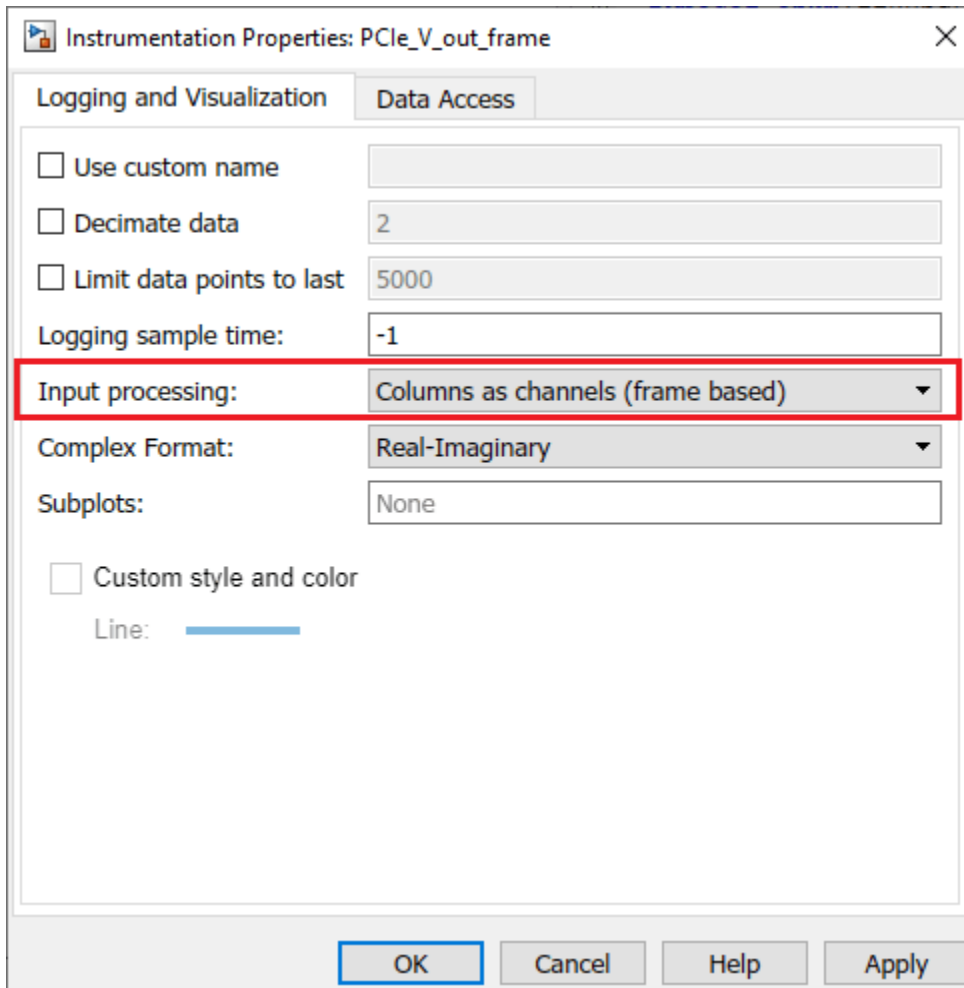 Instrumentation Properties: PCIe_V_out_frame
Logging and Visualization Data Access
Use custom name
Decimate data 2
Limit data points to last 5000
Logging sample time: -1
Input processing: Columns as channels (frame based)
Complex Format: Real-Imaginary
Subplots: None
Custom style and color
Line:
OK Cancel Help Apply